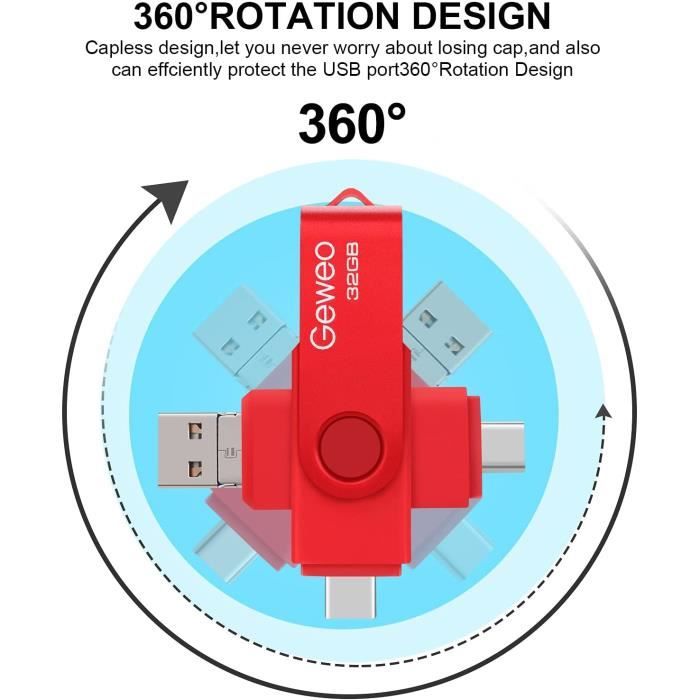 360°ROTATION DESIGN
Capless design,let you never worry about losing cap,and also
can effciently protect the USB port360°Rotation Design
360°
Geweo
32GB